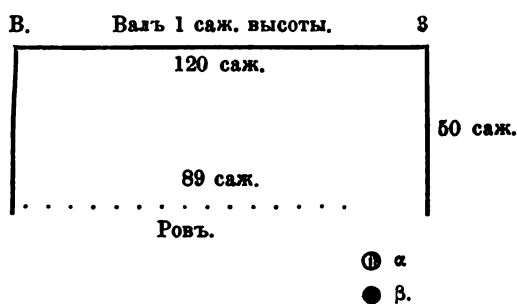 В. Валъ 1 саж. высоты. З
120 саж.
50 саж.
89 саж.
Ровъ.
α
β.